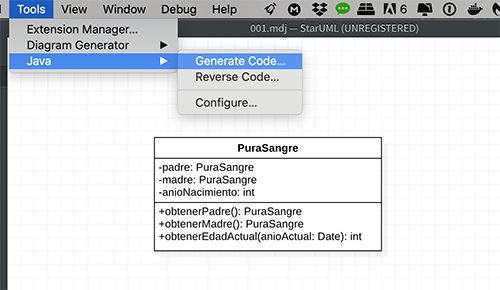 Tools View Window Debug Help 6
001.mdj — StarUML (UNREGISTERED)
Extension Manager...
Diagram Generator
Java
Generate Code...
Reverse Code...
Configure...
PuraSangre
-padre: PuraSangre
-madre: PuraSangre
-anioNacimiento: int
+obtenerPadre(): PuraSangre
+obtenerMadre(): PuraSangre
+obtenerEdadActual(anioActual: Date): int